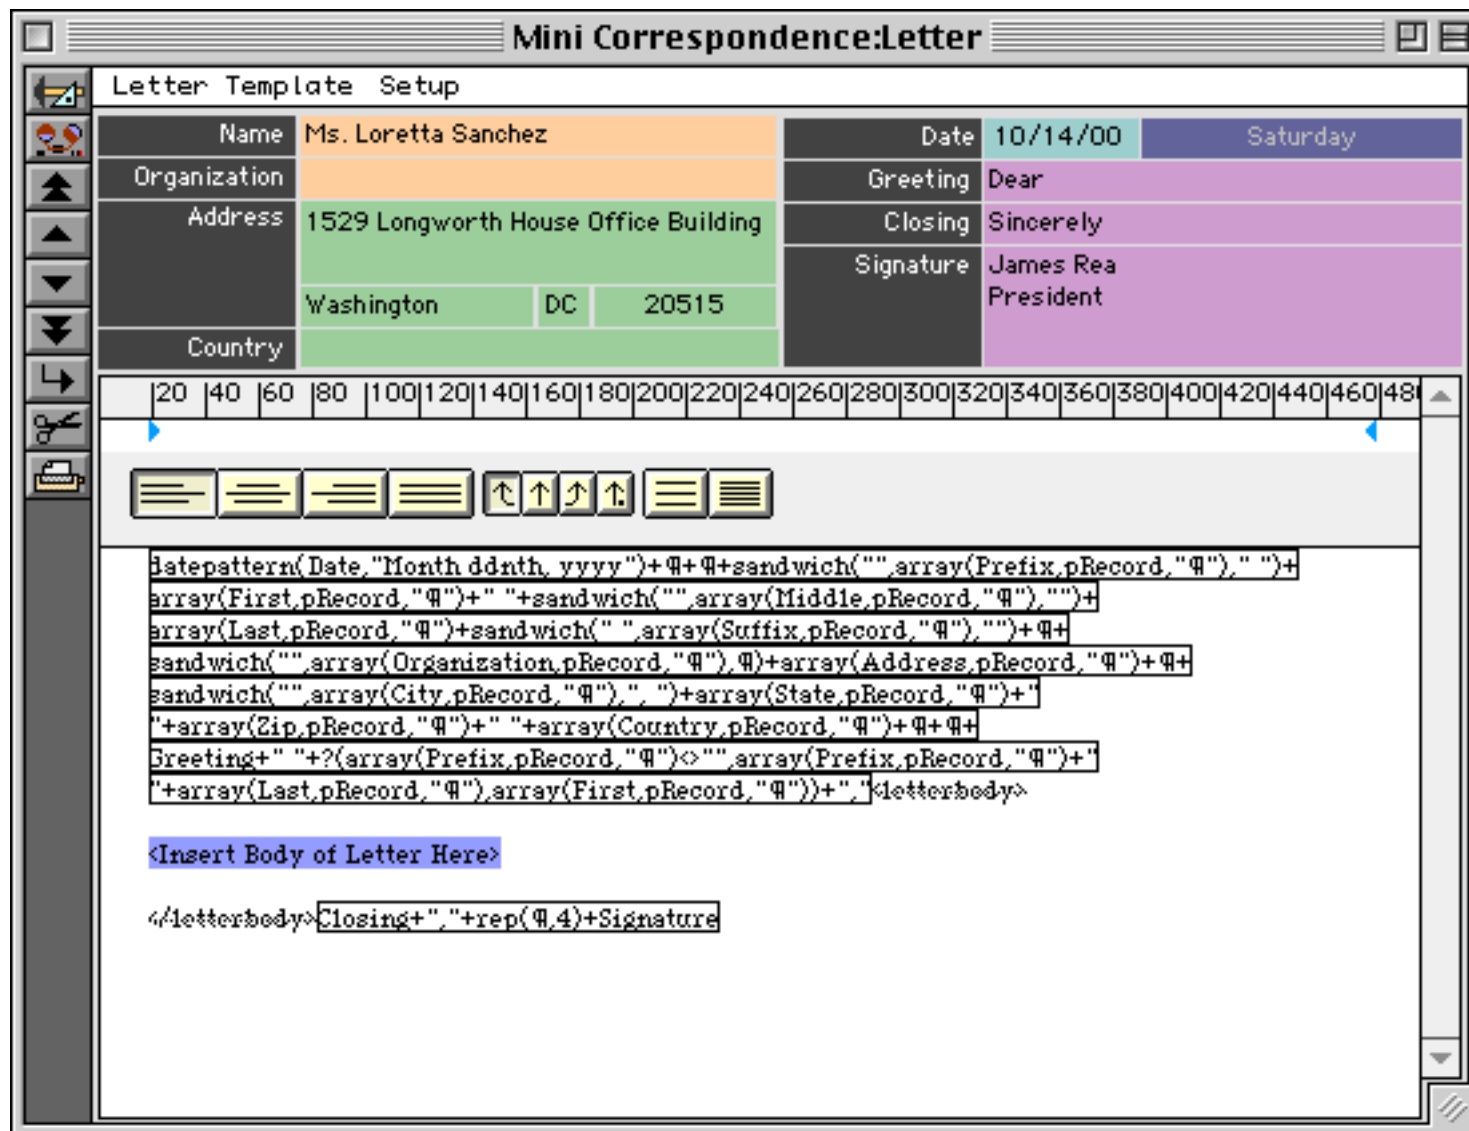 Mini Correspondence:Letter
Letter Template Setup
Name Ms. Loretta Sanchez
Organization
Address 1529 Longworth House Office Building
Washington DC 20515
Country
Date 10/14/00 Saturday
Greeting Dear
Closing Sincerely
Signature James Rea
President
|20 |40 |60 |80 |100|120|140|160|180|200|220|240|260|280|300|320|340|360|380|400|420|440|460|48
datepattern(Date,"Month ddnth, yyyy")+¶+¶+sandwich("",array(Prefix,pRecord,"¶")," ")+
array(First,pRecord,"¶")+" "+sandwich("",array(Middle,pRecord,"¶"),"")+
array(Last,pRecord,"¶")+sandwich(" ",array(Suffix,pRecord,"¶"),"")+¶+
sandwich("",array(Organization,pRecord,"¶"),¶)+array(Address,pRecord,"¶")+¶+
sandwich("",array(City,pRecord,"¶"),", ")+array(State,pRecord,"¶")+"
"+array(Zip,pRecord,"¶")+" "+array(Country,pRecord,"¶")+¶+¶+
Greeting+" "+?(array(Prefix,pRecord,"¶")<>"",array(Prefix,pRecord,"¶")+"
"+array(Last,pRecord,"¶"),array(First,pRecord,"¶"))+","<letterbody>
<Insert Body of Letter Here>
</letterbody>Closing+","+rep(¶,4)+Signature